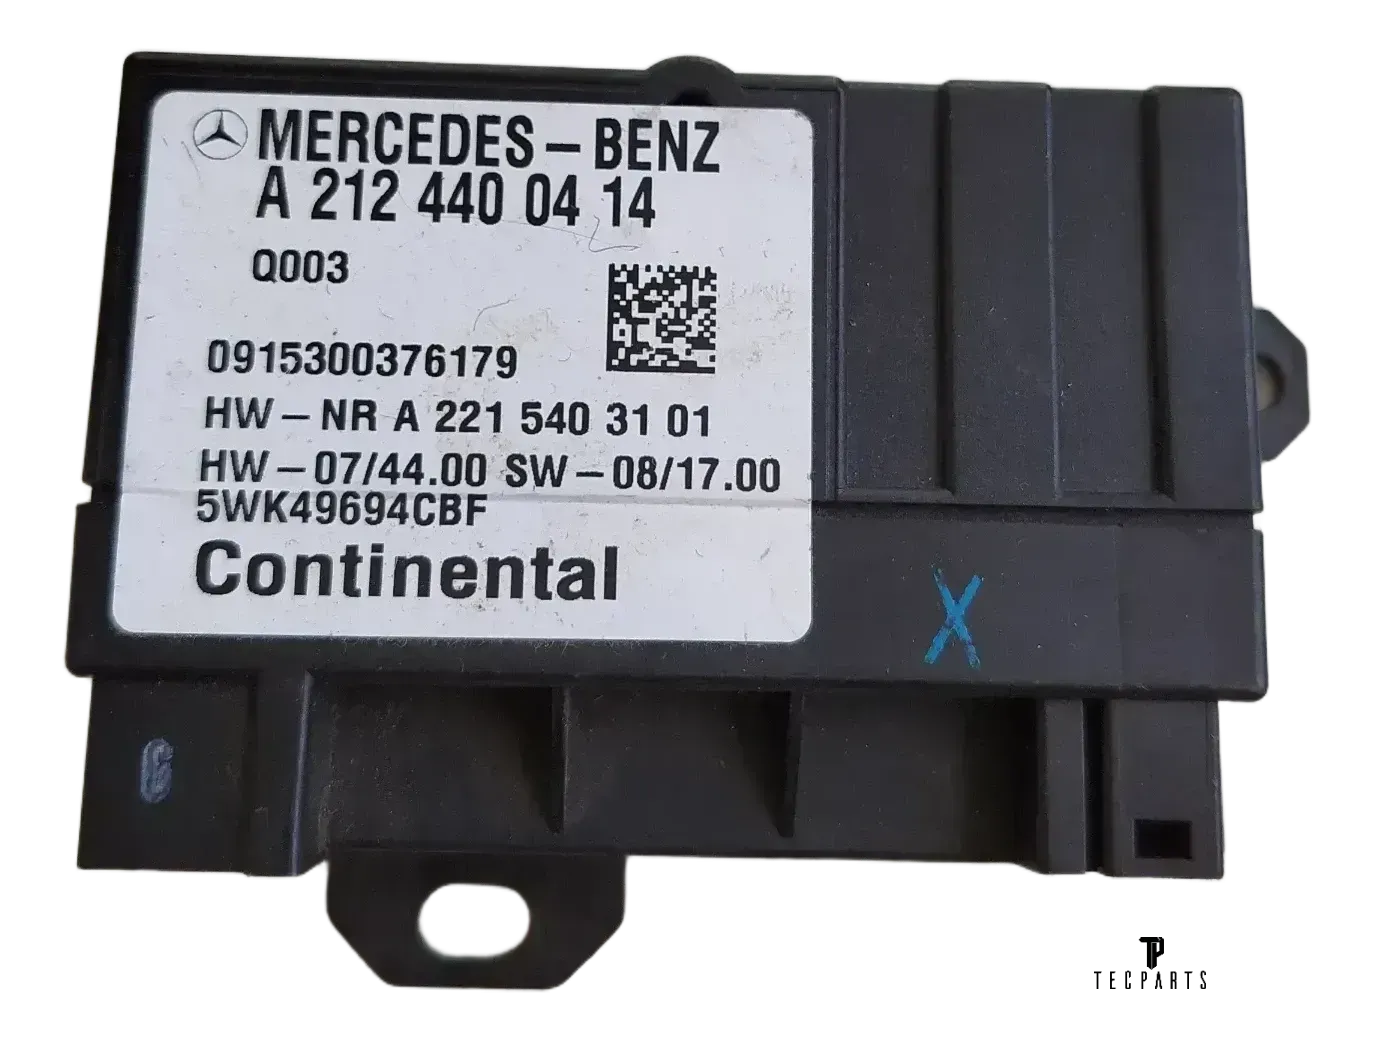 MERCEDES-BENZ
A 212 440 04 14
Q003
0915300376179
HW-NR A 221 540 31 01
HW-07/44.00 SW-08/17.00
5WK49694CBF
Continental
X
6
TECPARTS